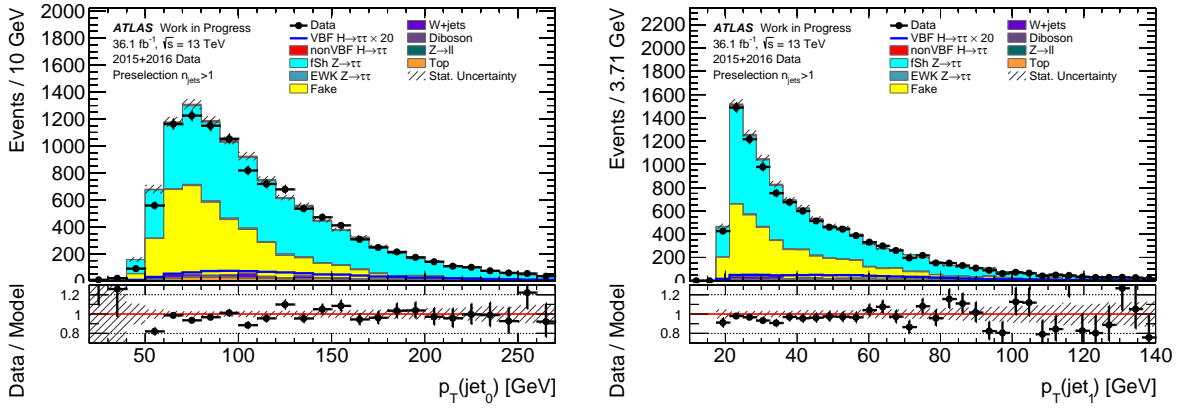 ATLAS Work in Progress
36.1 fb⁻¹, √s = 13 TeV
2015+2016 Data
Preselection n_jets>1
Data
VBF H→ττ × 20
nonVBF H→ττ
fSh Z→ττ
EWK Z→ττ
Fake
W+jets
Diboson
Z→ll
Top
Stat. Uncertainty
Events / 10 GeV
2000
1800
1600
1400
1200
1000
800
600
400
200
0
Data / Model
1.2
1
0.8
50 100 150 200 250
p_T(jet_0) [GeV]
ATLAS Work in Progress
36.1 fb⁻¹, √s = 13 TeV
2015+2016 Data
Preselection n_jets>1
Data
VBF H→ττ × 20
nonVBF H→ττ
fSh Z→ττ
EWK Z→ττ
Fake
W+jets
Diboson
Z→ll
Top
Stat. Uncertainty
Events / 3.71 GeV
2200
2000
1800
1600
1400
1200
1000
800
600
400
200
0
Data / Model
1.2
1
0.8
20 40 60 80 100 120 140
p_T(jet_1) [GeV]